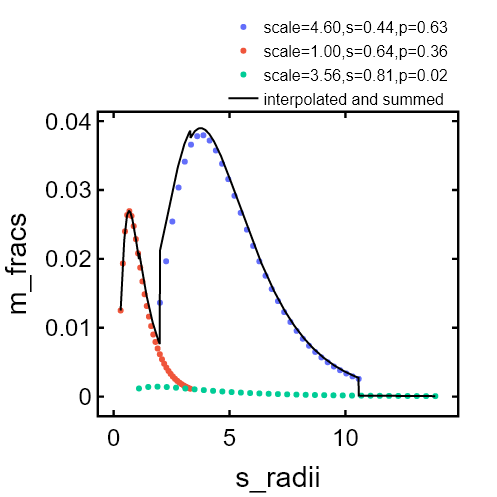 scale=4.60,s=0.44,p=0.63
scale=1.00,s=0.64,p=0.36
scale=3.56,s=0.81,p=0.02
interpolated and summed
0.04
0.03
0.02
0.01
0
m_fracs
0 5 10
s_radii